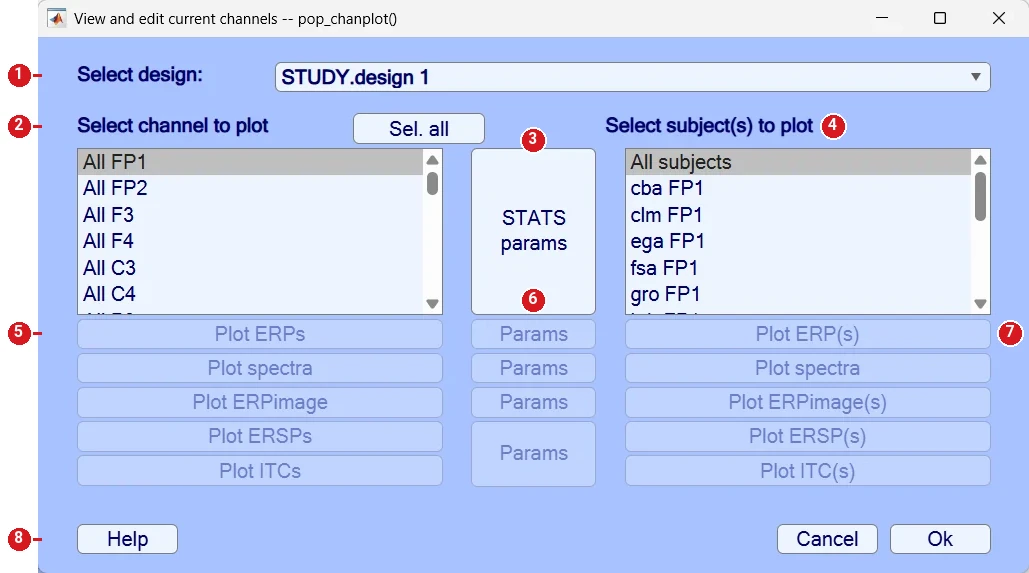 View and edit current channels -- pop_chanplot()
1 Select design: STUDY.design 1
2 Select channel to plot Sel. all 3 Select subject(s) to plot 4
All FP1
All FP2
All F3
All F4
All C3
All C4
STATS
params
6
All subjects
cba FP1
clm FP1
ega FP1
fsa FP1
gro FP1
5 Plot ERPs Params Plot ERP(s) 7
Plot spectra Params Plot spectra
Plot ERPimage Params Plot ERPimage(s)
Plot ERSPs Params Plot ERSP(s)
Plot ITCs Plot ITC(s)
8 Help Cancel Ok